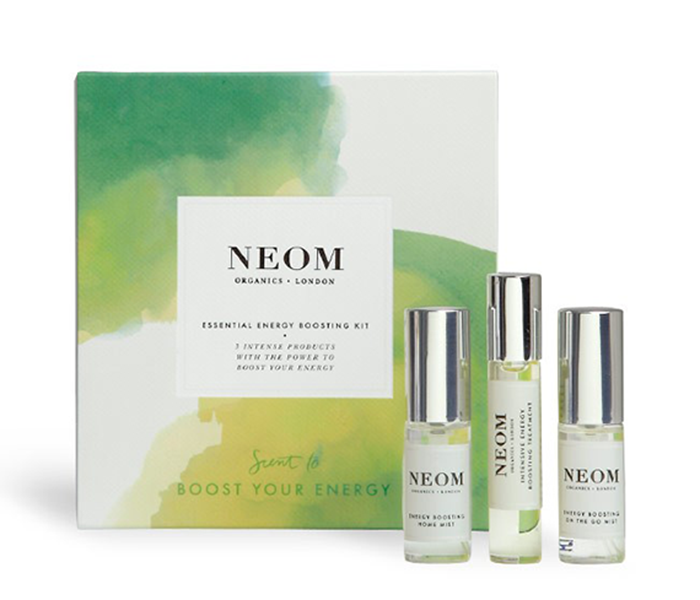 NEOM
ORGANICS • LONDON
ESSENTIAL ENERGY BOOSTING KIT
•
3 INTENSE PRODUCTS
WITH THE POWER TO
BOOST YOUR ENERGY
Scent to
BOOST YOUR ENERGY
NEOM
ORGANICS • LONDON
ENERGY BOOSTING
HOME MIST
NEOM
ORGANICS • LONDON
INTENSIVE ENERGY
BOOSTING TREATMENT
NEOM
ORGANICS • LONDON
ENERGY BOOSTING
ON THE GO MIST